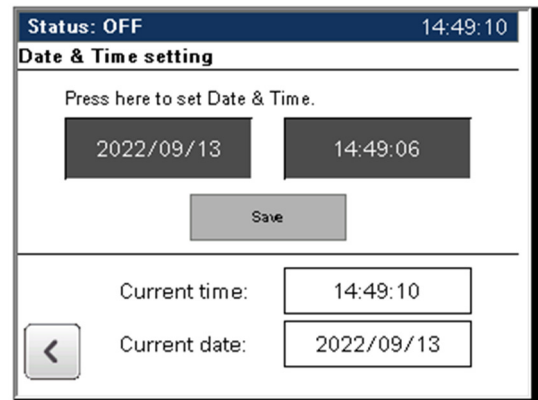 Status: OFF 14:49:10
Date & Time setting
Press here to set Date & Time.
2022/09/13 14:49:06
Save
Current time: 14:49:10
Current date: 2022/09/13